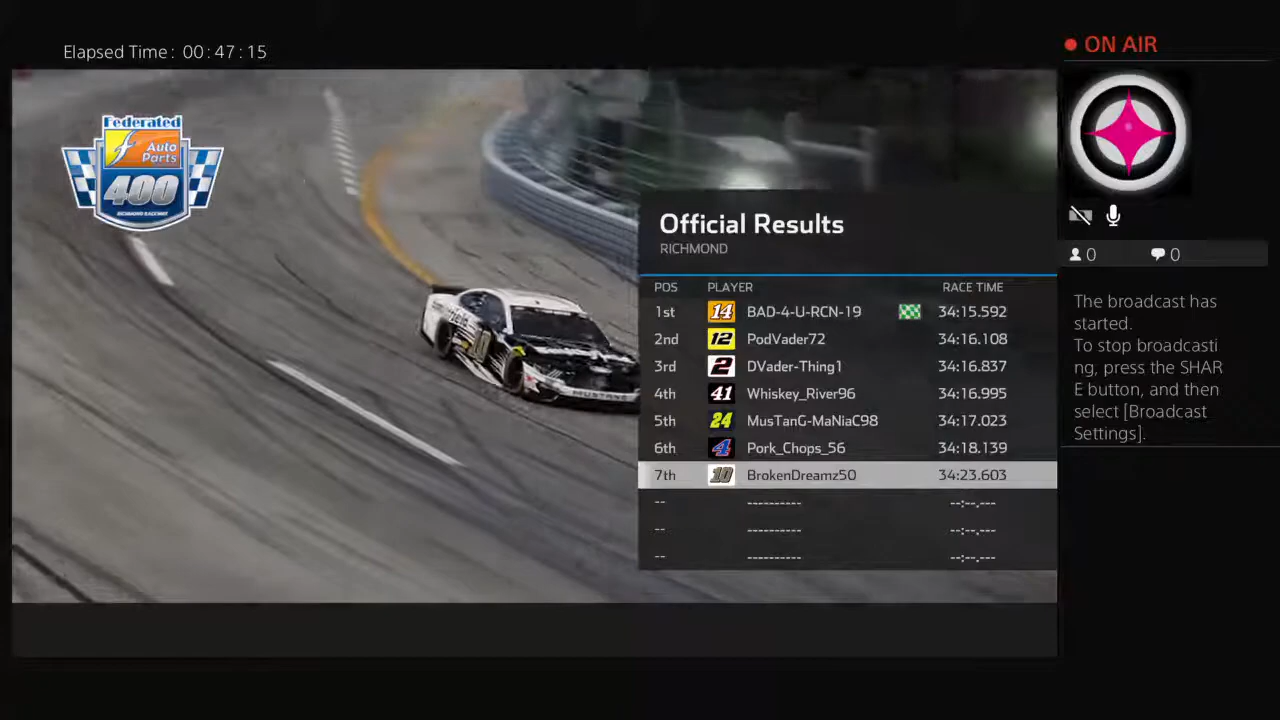 Elapsed Time: 00:47:15
ON AIR
Federated
Auto
Parts
400
RICHMOND RACEWAY
Official Results
RICHMOND
POS PLAYER RACE TIME
1st 14 BAD-4-U-RCN-19 34:15.592
2nd 12 PodVader72 34:16.108
3rd 2 DVader-Thing1 34:16.837
4th 41 Whiskey_River96 34:16.995
5th 24 MusTanG-MaNiaC98 34:17.023
6th 4 Pork_Chops_56 34:18.139
7th 10 BrokenDreamz50 34:23.603
-- ---------- --:--.---
-- ---------- --:--.---
-- ---------- --:--.---
10
MUSTANG
0 0
The broadcast has
started.
To stop broadcasti
ng, press the SHAR
E button, and then
select [Broadcast
Settings].